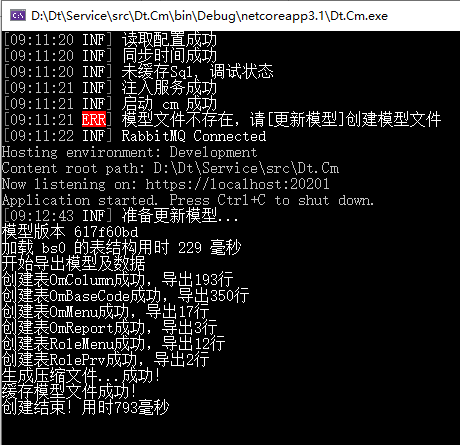 D:\Dt\Service\src\Dt.Cm\bin\Debug\netcoreapp3.1\Dt.Cm.exe
[09:11:20 INF] 读取配置成功
[09:11:20 INF] 同步时间成功
[09:11:20 INF] 未缓存Sql, 调试状态
[09:11:21 INF] 注入服务成功
[09:11:21 INF] 启动 cm 成功
[09:11:21 ERR] 模型文件不存在，请[更新模型]创建模型文件
[09:11:22 INF] RabbitMQ Connected
Hosting environment: Development
Content root path: D:\Dt\Service\src\Dt.Cm
Now listening on: https://localhost:20201
Application started. Press Ctrl+C to shut down.
[09:12:43 INF] 准备更新模型...
模型版本 617f60bd
加载 bs0 的表结构用时 229 毫秒
开始导出模型及数据
创建表OmColumn成功，导出193行
创建表OmBaseCode成功，导出350行
创建表OmMenu成功，导出17行
创建表OmReport成功，导出3行
创建表RoleMenu成功，导出12行
创建表RolePrv成功，导出2行
生成压缩文件...成功!
缓存模型文件成功!
创建结束! 用时793毫秒